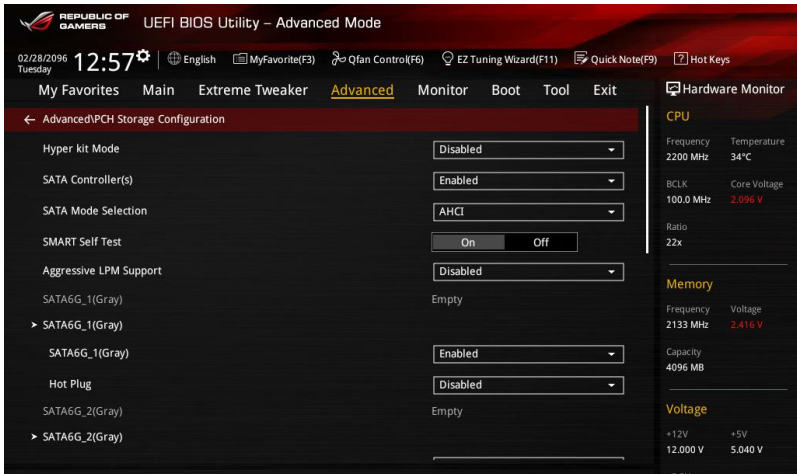 REPUBLIC OF
GAMERS
UEFI BIOS Utility – Advanced Mode
02/28/2096
Tuesday
12:57
English
MyFavorite(F3)
Qfan Control(F6)
EZ Tuning Wizard(F11)
Quick Note(F9)
? Hot Keys
My Favorites Main Extreme Tweaker Advanced Monitor Boot Tool Exit
Hardware Monitor
← Advanced\PCH Storage Configuration
Hyper kit Mode Disabled
SATA Controller(s) Enabled
SATA Mode Selection AHCI
SMART Self Test On Off
Aggressive LPM Support Disabled
SATA6G_1(Gray) Empty
➤ SATA6G_1(Gray)
SATA6G_1(Gray) Enabled
Hot Plug Disabled
SATA6G_2(Gray) Empty
➤ SATA6G_2(Gray)
CPU
Frequency Temperature
2200 MHz 34°C
BCLK Core Voltage
100.0 MHz 2.096 V
Ratio
22x
Memory
Frequency Voltage
2133 MHz 2.416 V
Capacity
4096 MB
Voltage
+12V +5V
12.000 V 5.040 V